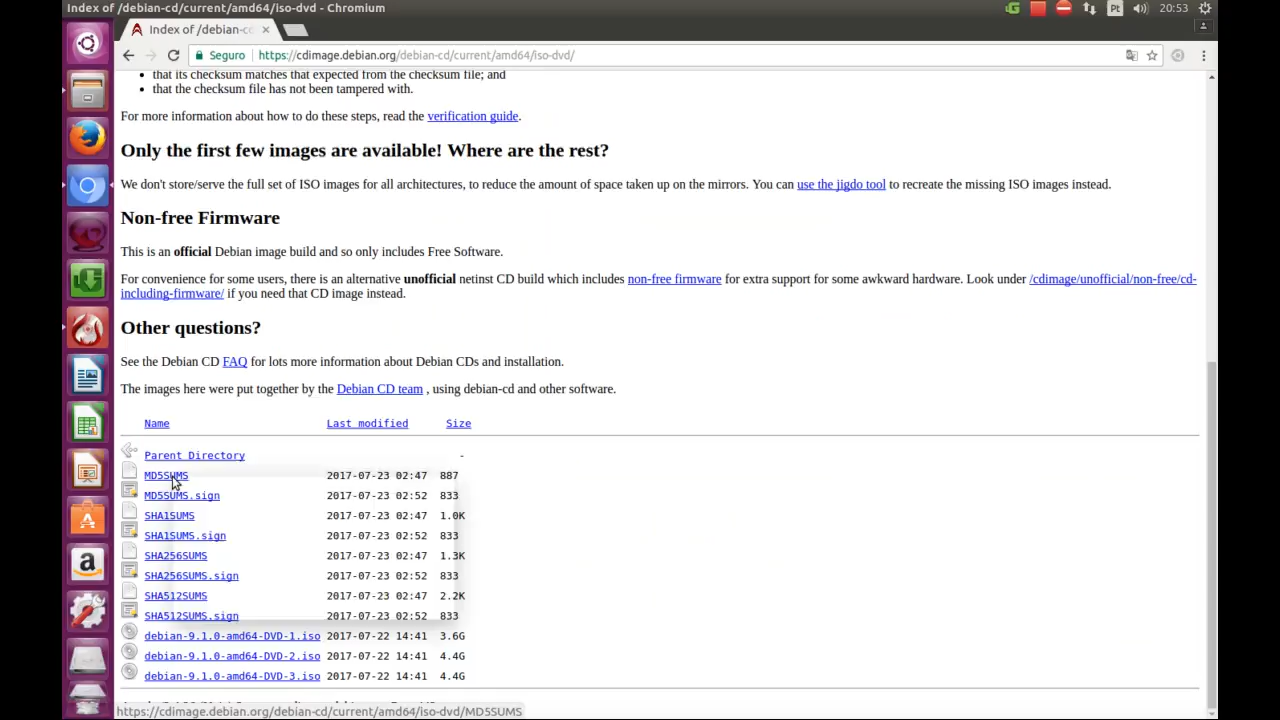 Index of /debian-cd/current/amd64/iso-dvd - Chromium
Pt
20:53
Index of /debian-c
Seguro
https://cdimage.debian.org/debian-cd/current/amd64/iso-dvd/
that its checksum matches that expected from the checksum file; and
that the checksum file has not been tampered with.
For more information about how to do these steps, read the verification guide.
Only the first few images are available! Where are the rest?
We don't store/serve the full set of ISO images for all architectures, to reduce the amount of space taken up on the mirrors. You can use the jigdo tool to recreate the missing ISO images instead.
Non-free Firmware
This is an official Debian image build and so only includes Free Software.
For convenience for some users, there is an alternative unofficial netinst CD build which includes non-free firmware for extra support for some awkward hardware. Look under /cdimage/unofficial/non-free/cd-
including-firmware/ if you need that CD image instead.
Other questions?
See the Debian CD FAQ for lots more information about Debian CDs and installation.
The images here were put together by the Debian CD team , using debian-cd and other software.
Name Last modified Size
Parent Directory -
MD5SUMS 2017-07-23 02:47 887
MD5SUMS.sign 2017-07-23 02:52 833
SHA1SUMS 2017-07-23 02:47 1.0K
SHA1SUMS.sign 2017-07-23 02:52 833
SHA256SUMS 2017-07-23 02:47 1.3K
SHA256SUMS.sign 2017-07-23 02:52 833
SHA512SUMS 2017-07-23 02:47 2.2K
SHA512SUMS.sign 2017-07-23 02:52 833
debian-9.1.0-amd64-DVD-1.iso 2017-07-22 14:41 3.6G
debian-9.1.0-amd64-DVD-2.iso 2017-07-22 14:41 4.4G
debian-9.1.0-amd64-DVD-3.iso 2017-07-22 14:41 4.4G
https://cdimage.debian.org/debian-cd/current/amd64/iso-dvd/MD5SUMS